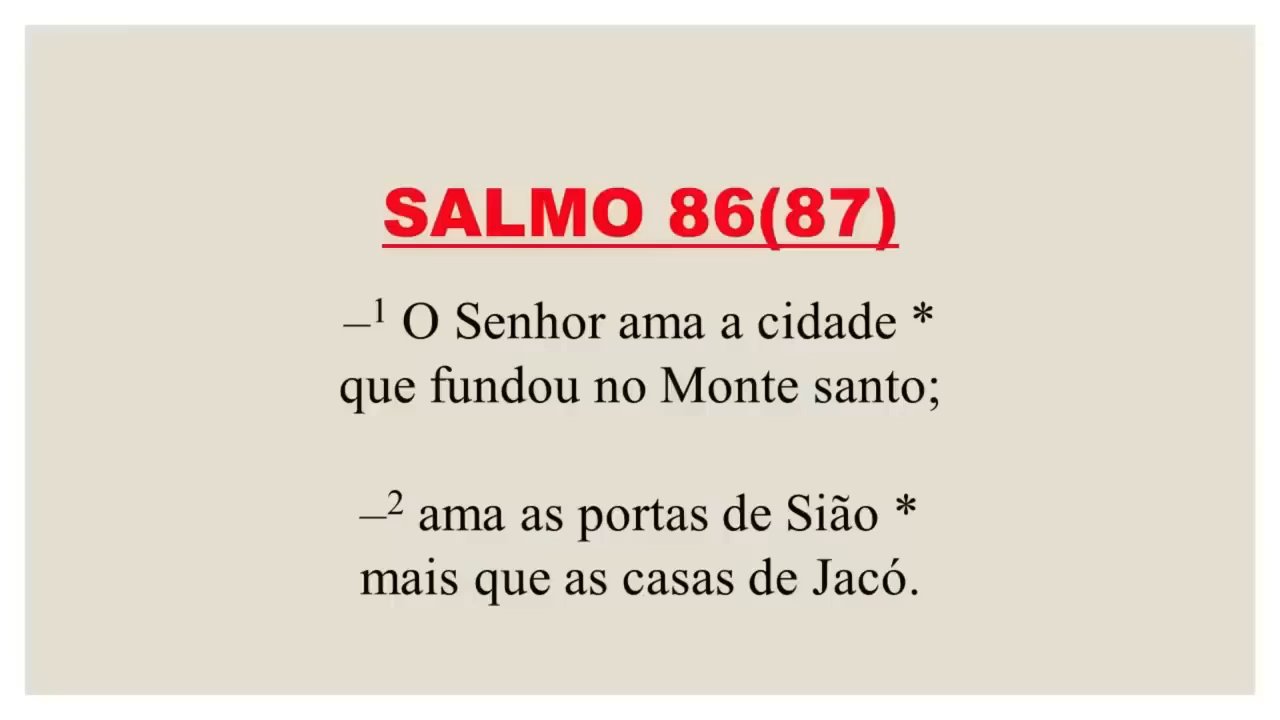 SALMO 86(87)
–¹ O Senhor ama a cidade *
que fundou no Monte santo;
–² ama as portas de Sião *
mais que as casas de Jacó.